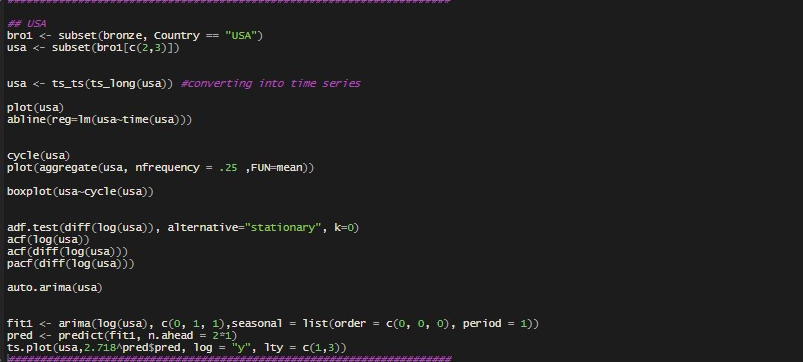 ################################################################
## USA
bro1 <- subset(bronze, Country == "USA")
usa <- subset(bro1[c(2,3)])
usa <- ts_ts(ts_long(usa)) #converting into time series
plot(usa)
abline(reg=lm(usa~time(usa)))
cycle(usa)
plot(aggregate(usa, nfrequency = .25 ,FUN=mean))
boxplot(usa~cycle(usa))
adf.test(diff(log(usa)), alternative="stationary", k=0)
acf(log(usa))
acf(diff(log(usa)))
pacf(diff(log(usa)))
auto.arima(usa)
fit1 <- arima(log(usa), c(0, 1, 1),seasonal = list(order = c(0, 0, 0), period = 1))
pred <- predict(fit1, n.ahead = 2*1)
ts.plot(usa,2.718^pred$pred, log = "y", lty = c(1,3))
################################################################